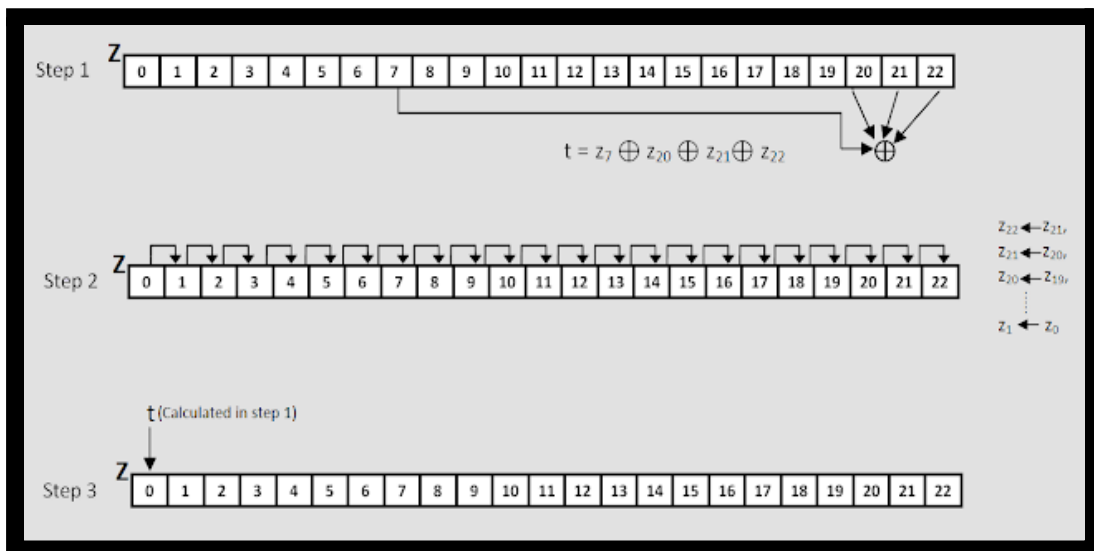 Step 1
Z
0 1 2 3 4 5 6 7 8 9 10 11 12 13 14 15 16 17 18 19 20 21 22
t = z₇ ⊕ z₂₀ ⊕ z₂₁ ⊕ z₂₂
Step 2
Z
0 1 2 3 4 5 6 7 8 9 10 11 12 13 14 15 16 17 18 19 20 21 22
z₂₂ ← z₂₁,
z₂₁ ← z₂₀,
z₂₀ ← z₁₉,
z₁ ← z₀
t (Calculated in step 1)
Step 3
Z
0 1 2 3 4 5 6 7 8 9 10 11 12 13 14 15 16 17 18 19 20 21 22